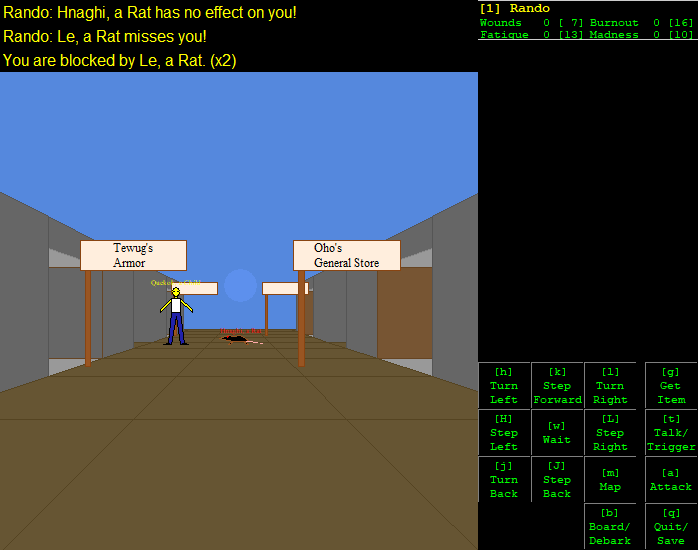 Rando: Hnaghi, a Rat has no effect on you!
Rando: Le, a Rat misses you!
You are blocked by Le, a Rat. (x2)
[1] Rando
Wounds 0 [ 7] Burnout 0 [16]
Fatique 0 [13] Madness 0 [10]
Tewug's
Armor
Oho's
General Store
[h]
Turn
Left
[k]
Step
Forward
[l]
Turn
Right
[g]
Get
Item
[H]
Step
Left
[w]
Wait
[L]
Step
Right
[t]
Talk/
Trigger
[j]
Turn
Back
[J]
Step
Back
[m]
Map
[a]
Attack
[b]
Board/
Debark
[q]
Quit/
Save